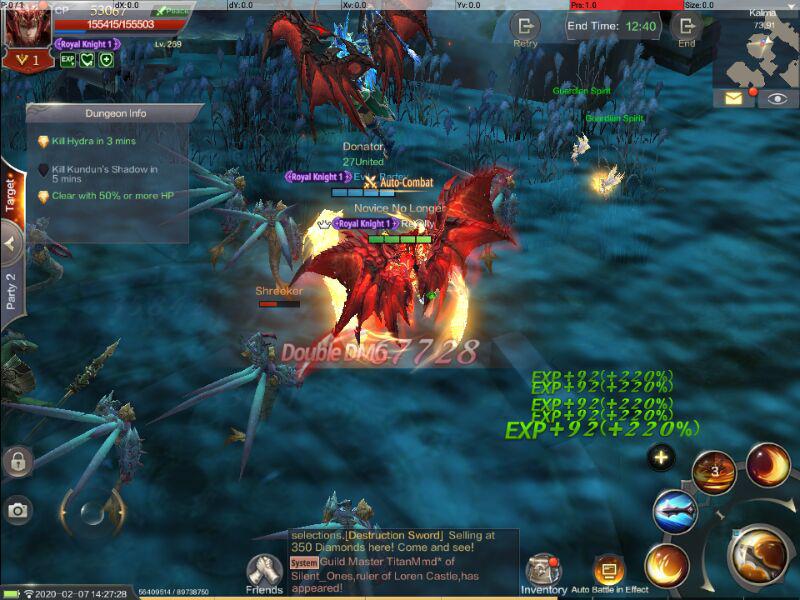 P: 0 / 1 dX: 0.0 dY: 0.0 Xv: 0.0 Yv: 0.0 Prs: 1.0 Size: 0.0
CP 53067 Peace
155415/155503
Royal Knight 1 Lv. 269
1
EXP
Retry
End Time: 12:40
End
Kalima
73,91
Dungeon Info
Kill Hydra in 3 mins
Kill Kundun's Shadow in
5 mins
Clear with 50% or more HP
Target
Party 2
Guardian Spirit
Guardian Spirit
Donator
27United
Royal Knight 1
Auto-Combat
Novice No Longer
Royal Knight 1
Shrecker
Double DMG 7728
EXP+92(+220%)
EXP+92(+220%)
EXP+92(+220%)
EXP+92(+220%)
EXP+92(+220%)
3
selections.[Destruction Sword] Selling at
350 Diamonds here! Come and see!
System Guild Master TitanMmd* of
Silent_Ones,ruler of Loren Castle,has
appeared!
Friends
Inventory
Auto Battle in Effect
2020-02-07 14:27:28
56409514 / 89738750